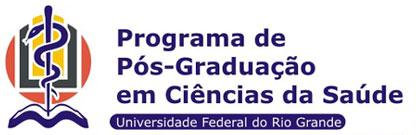 Programa de
Pós-Graduação
em Ciências da Saúde
Universidade Federal do Rio Grande